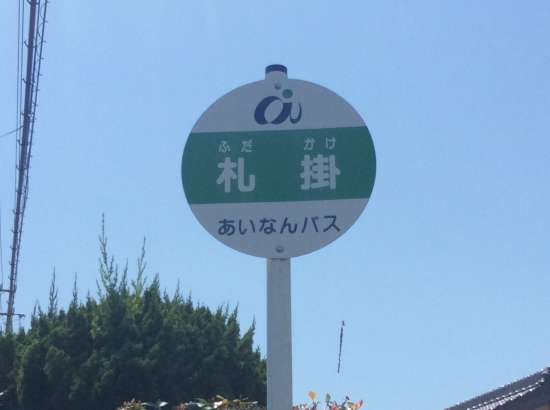 ふだ かけ
札 掛
あいなんバス